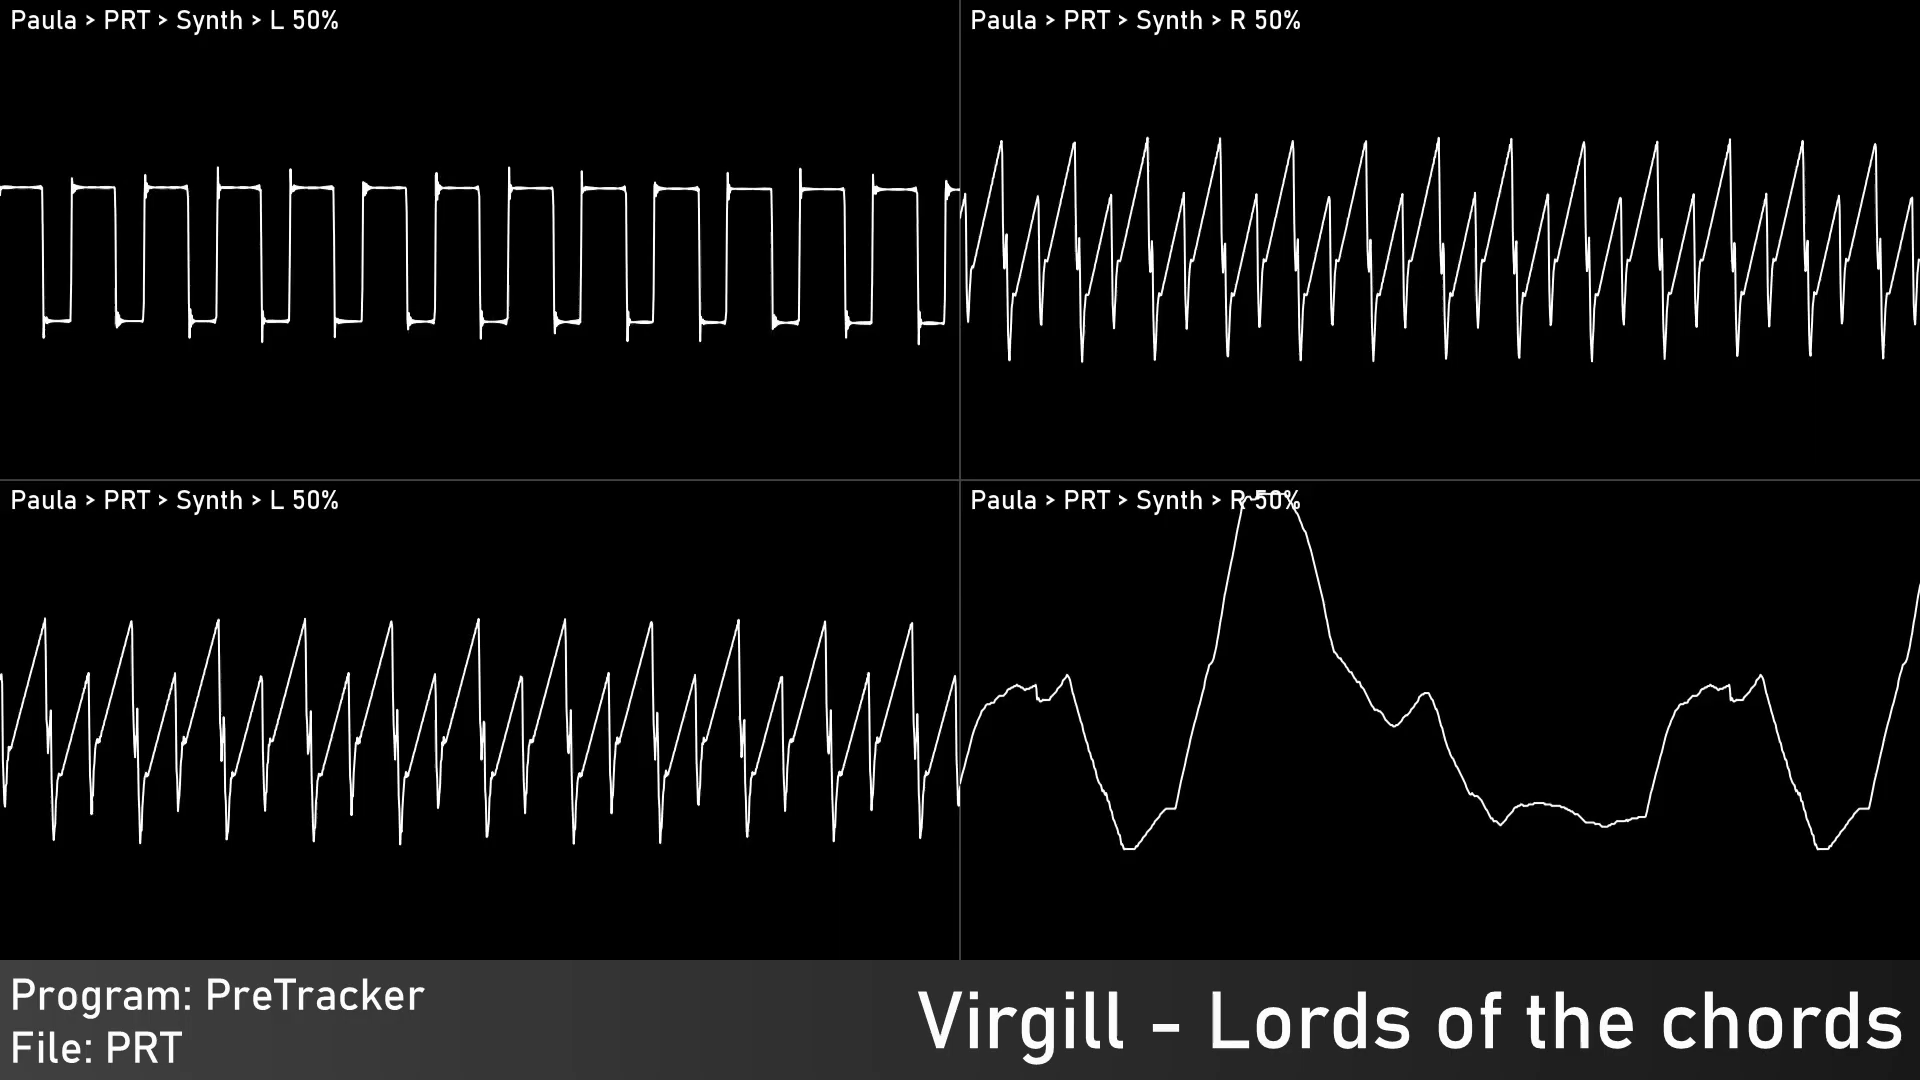 Paula > PRT > Synth > L 50%
Paula > PRT > Synth > R 50%
Paula > PRT > Synth > L 50%
Paula > PRT > Synth > R 50%
Program: PreTracker
File: PRT
Virgill - Lords of the chords